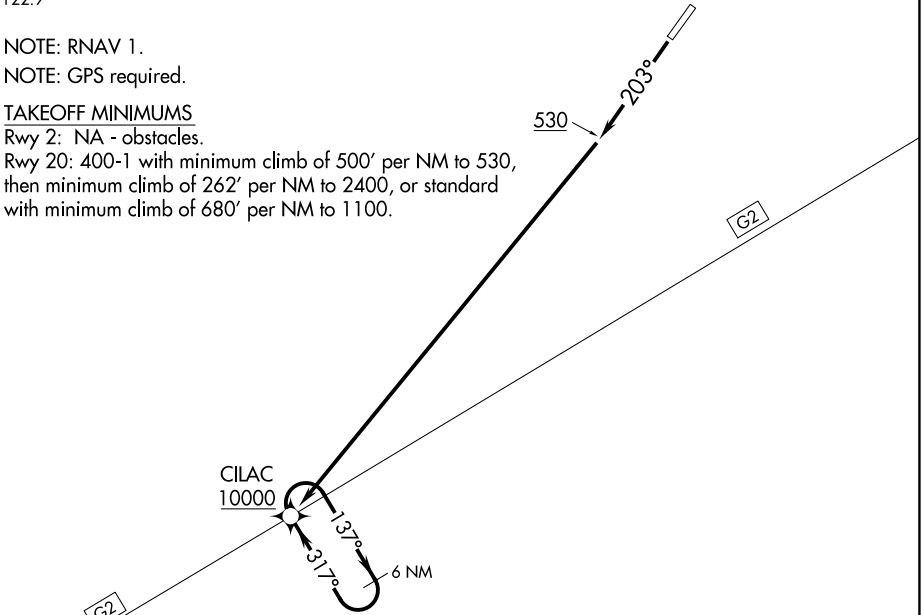 122.9
NOTE: RNAV 1.
NOTE: GPS required.
TAKEOFF MINIMUMS
Rwy 2: NA - obstacles.
Rwy 20: 400-1 with minimum climb of 500' per NM to 530,
then minimum climb of 262' per NM to 2400, or standard
with minimum climb of 680' per NM to 1100.
203°
530
G2
CILAC
10000
137°
317°
6 NM
G2